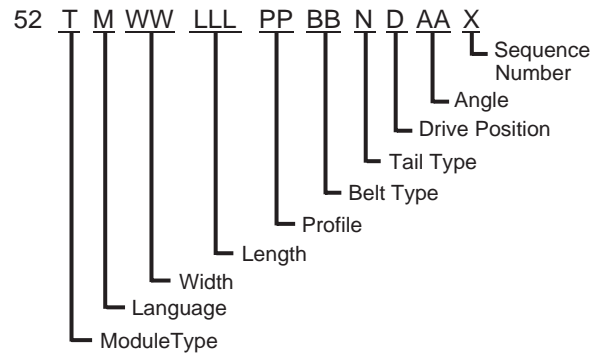 52 T M WW LLL PP BB N D AA X
Sequence
Number
Angle
Drive Position
Tail Type
Belt Type
Profile
Length
Width
Language
ModuleType